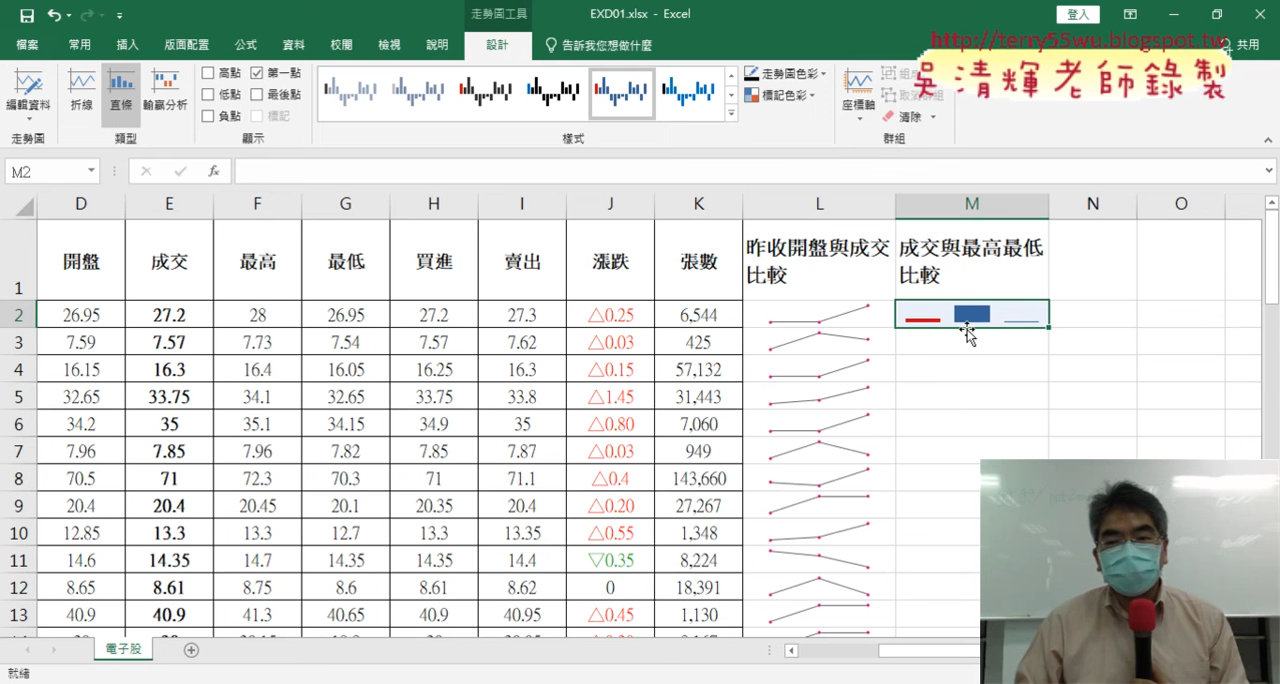 走勢圖工具
EXD01.xlsx - Excel
登入
http://terry55wu.blogspot.tw
吳清輝老師錄製
檔案 常用 插入 版面配置 公式 資料 校閱 檢視 說明 設計 告訴我您想做什麼 共用
編輯資料 折線 直條 輸贏分析
高點 第一點
低點 最後點
負點 標記
走勢圖色彩
標記色彩
座標軸
清除
走勢圖 類型 顯示 樣式 群組
M2 fx
D E F G H I J K L M N O
1 開盤 成交 最高 最低 買進 賣出 漲跌 張數 昨收開盤與成交比較 成交與最高最低比較
2 26.95 27.2 28 26.95 27.2 27.3 △0.25 6,544
3 7.59 7.57 7.73 7.54 7.57 7.62 △0.03 425
4 16.15 16.3 16.4 16.05 16.25 16.3 △0.15 57,132
5 32.65 33.75 34.1 32.65 33.75 33.8 △1.45 31,443
6 34.2 35 35.1 34.15 34.9 35 △0.80 7,060
7 7.96 7.85 7.96 7.82 7.85 7.87 △0.03 949
8 70.5 71 72.3 70.3 71 71.1 △0.4 143,660
9 20.4 20.4 20.45 20.1 20.35 20.4 △0.20 27,267
10 12.85 13.3 13.3 12.7 13.3 13.35 △0.55 1,348
11 14.6 14.35 14.7 14.35 14.35 14.4 ▽0.35 8,224
12 8.65 8.61 8.75 8.6 8.61 8.62 0 18,391
13 40.9 40.9 41.3 40.65 40.9 40.95 △0.45 1,130
電子股
就緒